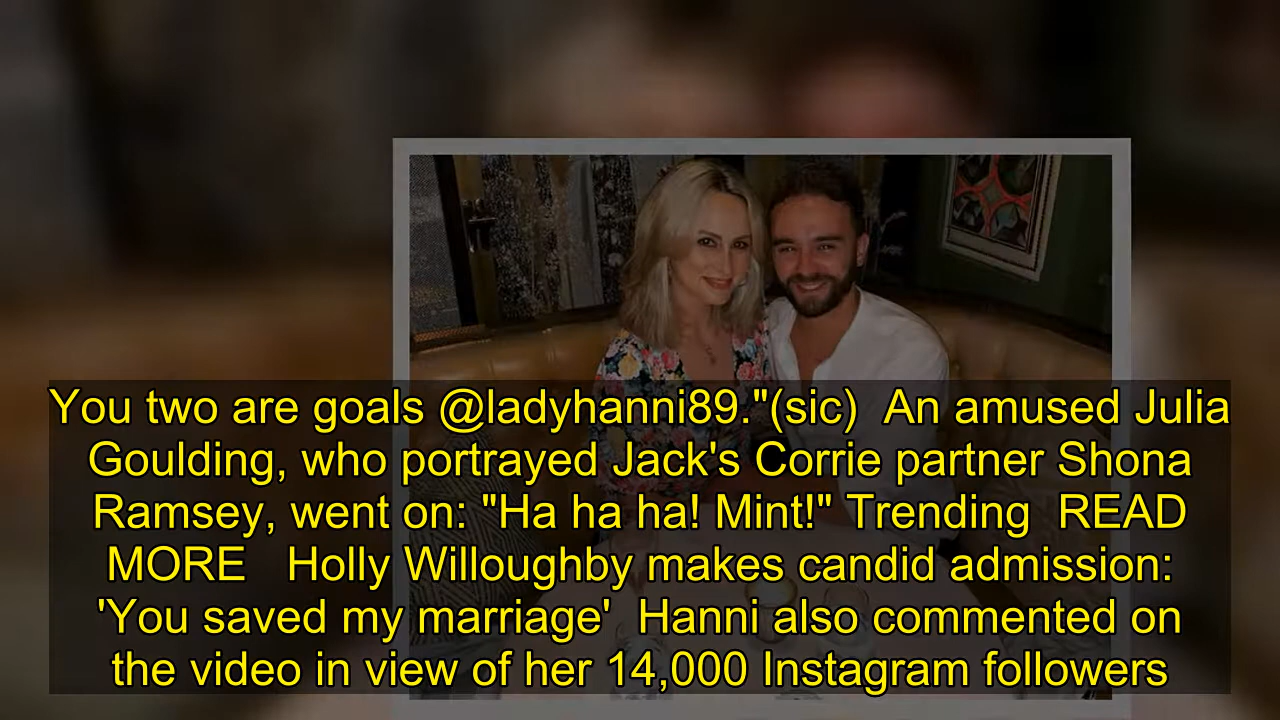 You two are goals @ladyhanni89."(sic)  An amused Julia
Goulding, who portrayed Jack's Corrie partner Shona
Ramsey, went on: "Ha ha ha! Mint!" Trending  READ
MORE   Holly Willoughby makes candid admission:
'You saved my marriage'  Hanni also commented on
the video in view of her 14,000 Instagram followers